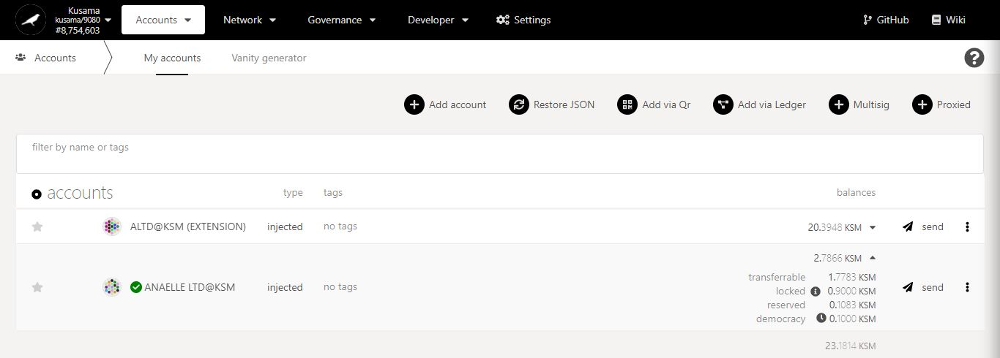 Kusama
kusama/9080
#8,754,603
Accounts
Network
Governance
Developer
Settings
GitHub
Wiki
Accounts
My accounts
Vanity generator
Add account
Restore JSON
Add via Qr
Add via Ledger
Multisig
Proxied
filter by name or tags
accounts type tags balances
ALTD@KSM (EXTENSION) injected no tags 20.3948 KSM send
2.7866 KSM
ANAELLE LTD@KSM injected no tags send
transferrable 1.7783 KSM
locked 0.9000 KSM
reserved 0.1083 KSM
democracy 0.1000 KSM
23.1814 KSM